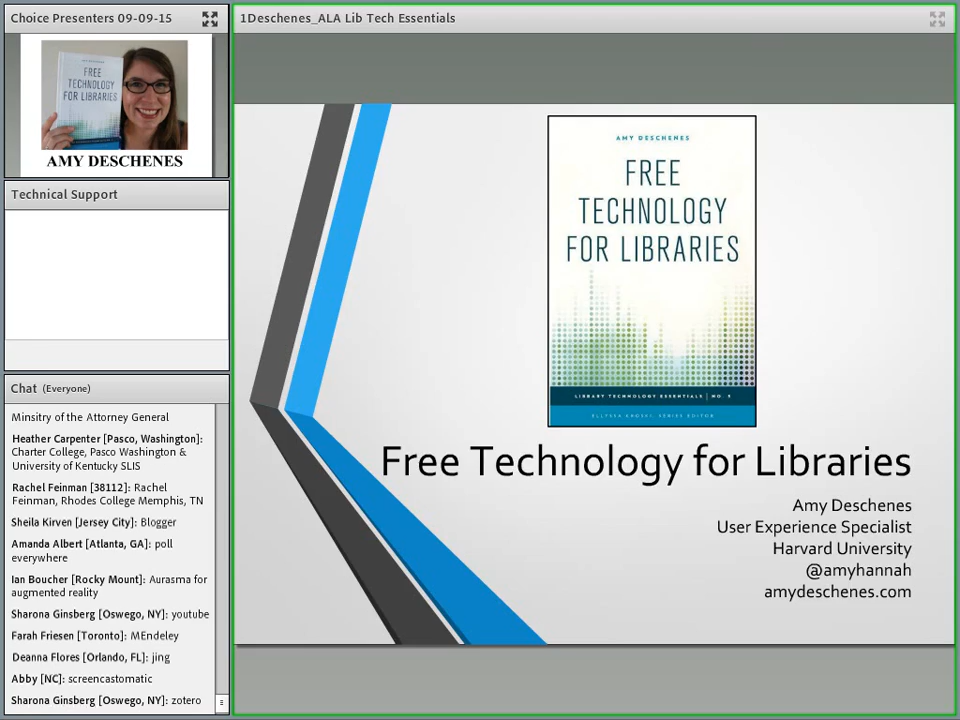 Choice Presenters 09-09-15
FREE
TECHNOLOGY
FOR LIBRARIES
AMY DESCHENES
Technical Support
Chat (Everyone)
Minsitry of the Attorney General
Heather Carpenter [Pasco, Washington]:
Charter College, Pasco Washington &
University of Kentucky SLIS
Rachel Feinman [38112]: Rachel
Feinman, Rhodes College Memphis, TN
Sheila Kirven [Jersey City]: Blogger
Amanda Albert [Atlanta, GA]: poll
everywhere
Ian Boucher [Rocky Mount]: Aurasma for
augmented reality
Sharona Ginsberg [Oswego, NY]: youtube
Farah Friesen [Toronto]: MEndeley
Deanna Flores [Orlando, FL]: jing
Abby [NC]: screencastomatic
Sharona Ginsberg [Oswego, NY]: zotero
1Deschenes_ALA Lib Tech Essentials
AMY DESCHENES
FREE
TECHNOLOGY
FOR LIBRARIES
LIBRARY TECHNOLOGY ESSENTIALS
ELLYSSA KROSKI, SERIES EDITOR
Free Technology for Libraries
Amy Deschenes
User Experience Specialist
Harvard University
@amyhannah
amydeschenes.com